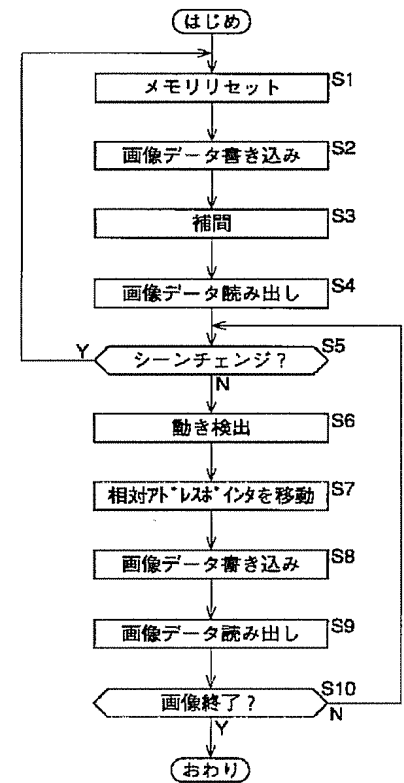 はじめ
メモリリセット S1
画像データ書き込み S2
補間 S3
画像データ読み出し S4
Y シーンチェンジ? S5
N
動き検出 S6
相対アドレスポインタを移動 S7
画像データ書き込み S8
画像データ読み出し S9
画像終了? S10
N
Y
おわり